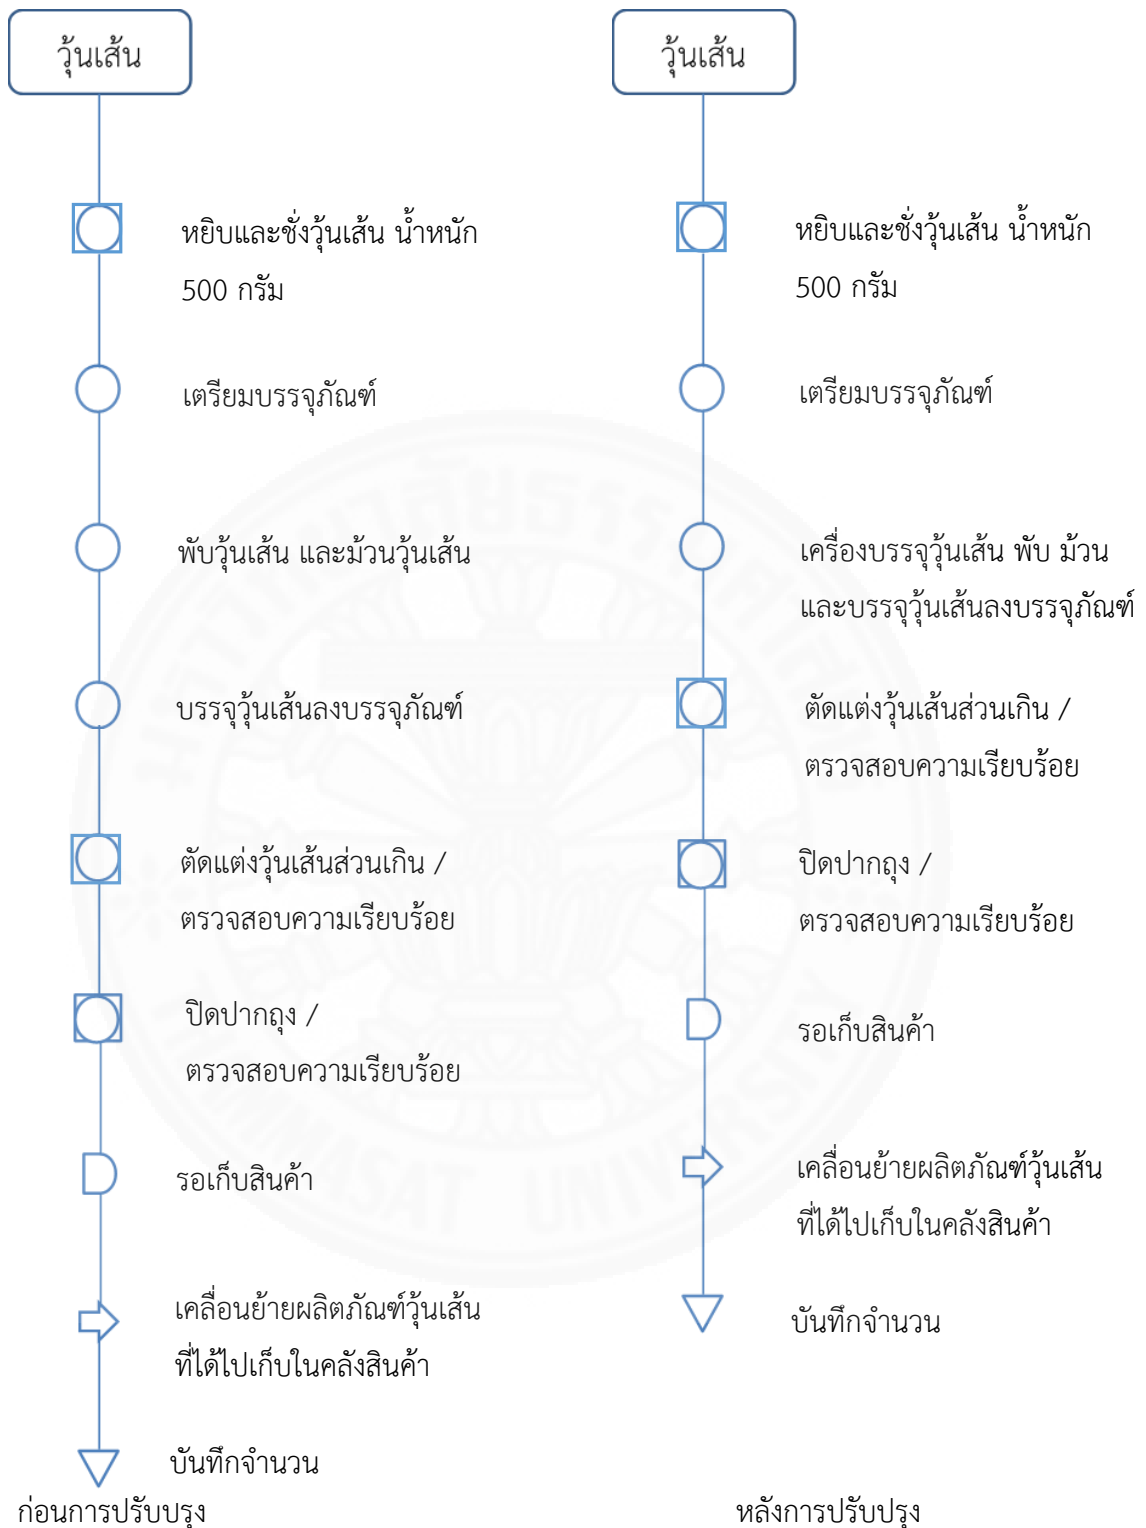 วุ้นเส้น
หยิบและชั่งวุ้นเส้น น้ำหนัก
500 กรัม
เตรียมบรรจุภัณฑ์
พับวุ้นเส้น และม้วนวุ้นเส้น
บรรจุวุ้นเส้นลงบรรจุภัณฑ์
ตัดแต่งวุ้นเส้นส่วนเกิน /
ตรวจสอบความเรียบร้อย
ปิดปากถุง /
ตรวจสอบความเรียบร้อย
รอเก็บสินค้า
เคลื่อนย้ายผลิตภัณฑ์วุ้นเส้น
ที่ได้ไปเก็บในคลังสินค้า
บันทึกจำนวน
ก่อนการปรับปรุง
วุ้นเส้น
หยิบและชั่งวุ้นเส้น น้ำหนัก
500 กรัม
เตรียมบรรจุภัณฑ์
เครื่องบรรจุวุ้นเส้น พับ ม้วน
และบรรจุวุ้นเส้นลงบรรจุภัณฑ์
ตัดแต่งวุ้นเส้นส่วนเกิน /
ตรวจสอบความเรียบร้อย
ปิดปากถุง /
ตรวจสอบความเรียบร้อย
รอเก็บสินค้า
เคลื่อนย้ายผลิตภัณฑ์วุ้นเส้น
ที่ได้ไปเก็บในคลังสินค้า
บันทึกจำนวน
หลังการปรับปรุง
มหาวิทยาลัยธรรมศาสตร์
THAMMASAT UNIVERSITY